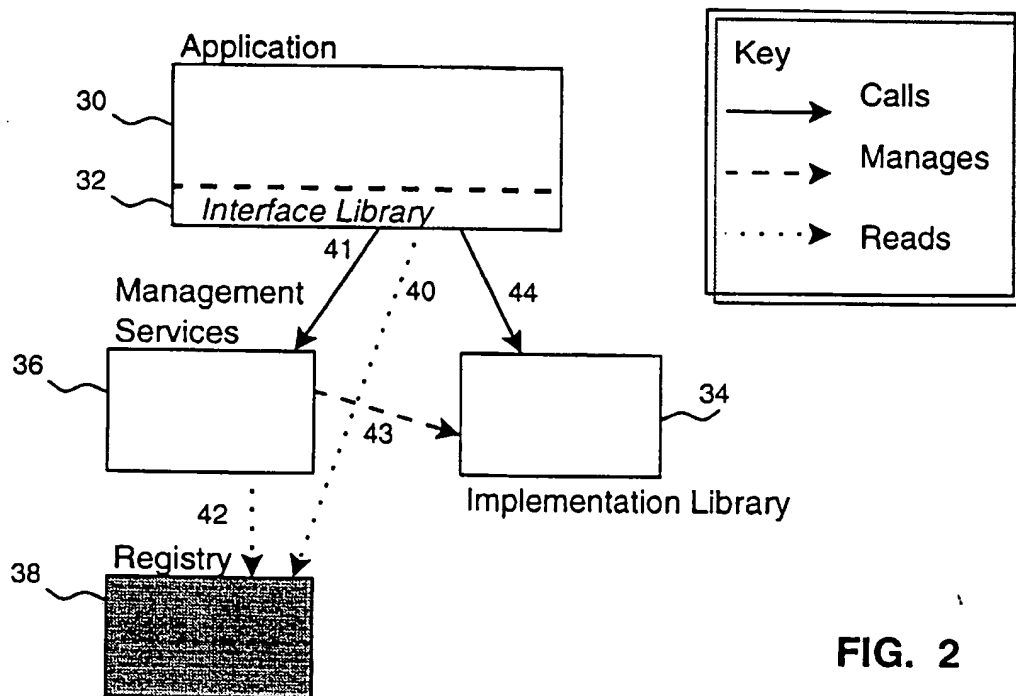 Application
30
32
Interface Library
41
40
44
Management
Services
36
34
43
Implementation Library
42
Registry
38
Key
Calls
Manages
Reads
FIG. 2